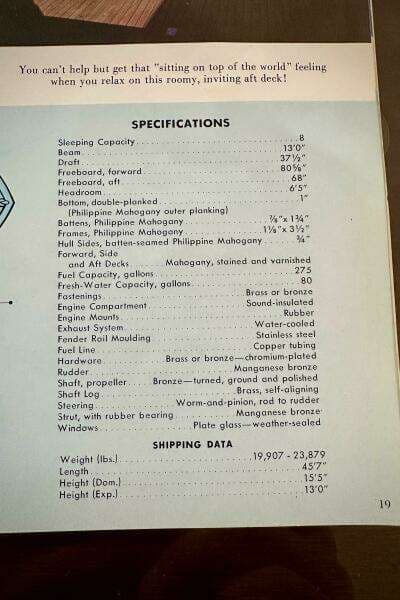 You can't help but get that "sitting on top of the world" feeling
when you relax on this roomy, inviting aft deck!
SPECIFICATIONS
Sleeping Capacity 8
Beam 13'0"
Draft 37½"
Freeboard, forward 80⅝"
Freeboard, aft 68"
Headroom 6'5"
Bottom, double-planked 1"
(Philippine Mahogany outer planking)
Battens, Philippine Mahogany ⅞"x 1¾"
Frames, Philippine Mahogany 1⅛"x 3½"
Hull Sides, batten-seamed Philippine Mahogany ¾"
Forward, Side
and Aft Decks Mahogany, stained and varnished
Fuel Capacity, gallons 275
Fresh-Water Capacity, gallons 80
Fastenings Brass or bronze
Engine Compartment Sound-insulated
Engine Mounts Rubber
Exhaust System Water-cooled
Fender Rail Moulding Stainless steel
Fuel Line Copper tubing
Hardware Brass or bronze—chromium-plated
Rudder Manganese bronze
Shaft, propeller Bronze—turned, ground and polished
Shaft Log Brass, self-aligning
Steering Worm-and-pinion, rod to rudder
Strut, with rubber bearing Manganese bronze
Windows Plate glass—weather-sealed
SHIPPING DATA
Weight (lbs.) 19,907 - 23,879
Length 45'7"
Height (Dom.) 15'5"
Height (Exp.) 13'0"
19